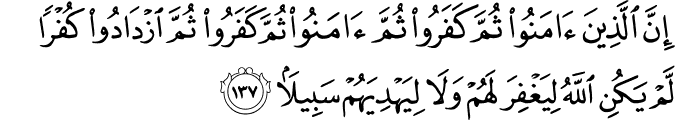 إِنَّ ٱلَّذِينَ ءَامَنُوا۟ ثُمَّ كَفَرُوا۟ ثُمَّ ءَامَنُوا۟ ثُمَّ كَفَرُوا۟ ثُمَّ ٱزْدَادُوا۟ كُفْرًا
لَّمْ يَكُنِ ٱللَّهُ لِيَغْفِرَ لَهُمْ وَلَا لِيَهْدِيَهُمْ سَبِيلًۢا ١٣٧